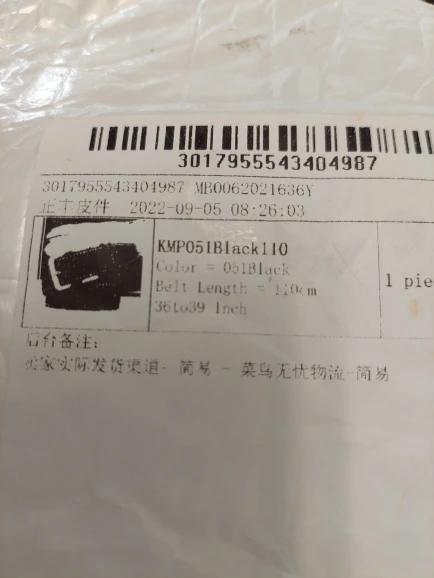 3017955543404987
3017955543404987 MB0062021636Y
正丰皮件 2022-09-05 08:26:03
KMP051Black110
Color = 051Black
Belt Length = 110cm
36to39 Inch
1 pie
后台备注:
卖家实际发货渠道- 简易 - 菜鸟无忧物流-简易